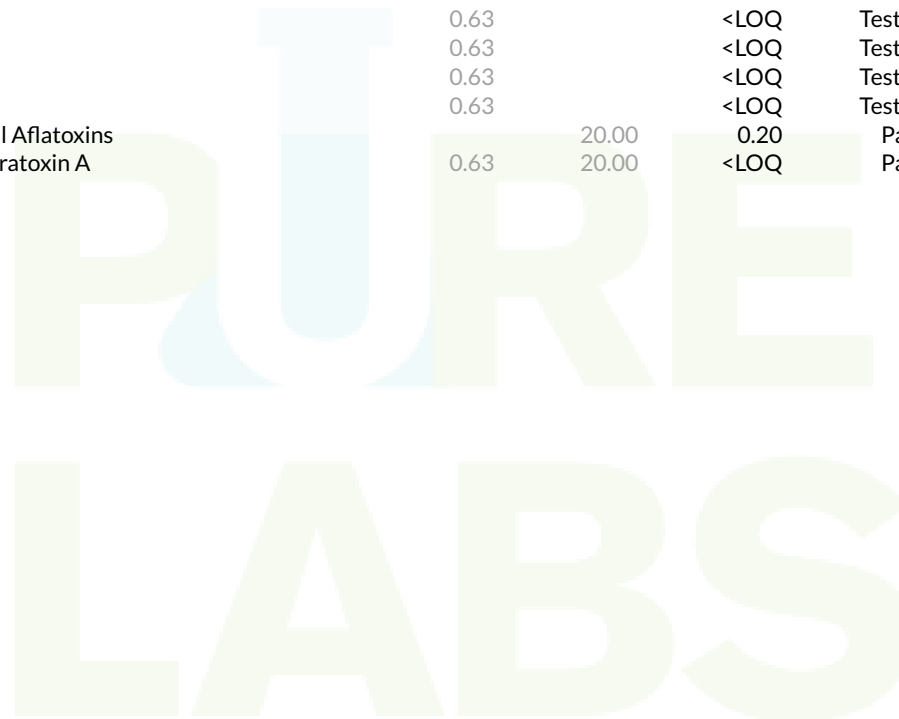 0.63 <LOQ Test
0.63 <LOQ Test
0.63 <LOQ Test
0.63 <LOQ Test
l Aflatoxins 20.00 0.20 Pa
ratoxin A 0.63 20.00 <LOQ Pa
PURE
LABS